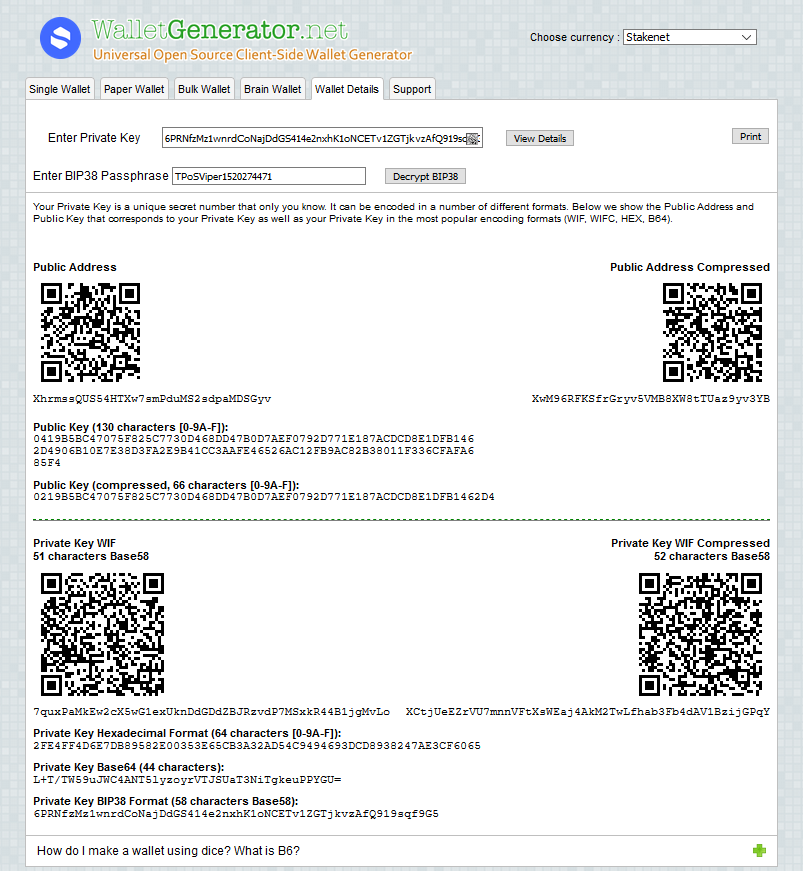 WalletGenerator.net
Universal Open Source Client-Side Wallet Generator
Choose currency : Stakenet
Single Wallet Paper Wallet Bulk Wallet Brain Wallet Wallet Details Support
Enter Private Key 6PRNfzMz1wnrdCoNajDdGS414e2nxhK1oNCETv1ZGTjkvzAfQ919sq View Details Print
Enter BIP38 Passphrase TPoSViper1520274471 Decrypt BIP38
Your Private Key is a unique secret number that only you know. It can be encoded in a number of different formats. Below we show the Public Address and
Public Key that corresponds to your Private Key as well as your Private Key in the most popular encoding formats (WIF, WIFC, HEX, B64).
Public Address Public Address Compressed
XhrmssQUS54HTXw7smPduMS2sdpaMDSGyv XwM96RFKSfrGryv5VMB8XW8tTUaz9yv3YB
Public Key (130 characters [0-9A-F]):
0419B5BC47075F825C7730D468DD47B0D7AEF0792D771E187ACDCD8E1DFB146
2D4906B10E7E38D3FA2E9B41CC3AAFE46526AC12FB9AC82B38011F336CFAFA6
85F4
Public Key (compressed, 66 characters [0-9A-F]):
0219B5BC47075F825C7730D468DD47B0D7AEF0792D771E187ACDCD8E1DFB1462D4
Private Key WIF Private Key WIF Compressed
51 characters Base58 52 characters Base58
7quxPaMkEw2cX5wG1exUknDdGDdZBJRzvdP7MSxkR44B1jgMvLo XCtjUeEZrVU7mnnVFtXsWEaj4AkM2TwLfhab3Fb4dAV1BzijGPqY
Private Key Hexadecimal Format (64 characters [0-9A-F]):
2FE4FF4D6E7DB89582E00353E65CB3A32AD54C9494693DCD8938247AE3CF6065
Private Key Base64 (44 characters):
L+T/TW59uJWC4ANT5lyzoyrVTJSUaT3NiTgkeuPPYGU=
Private Key BIP38 Format (58 characters Base58):
6PRNfzMz1wnrdCoNajDdGS414e2nxhK1oNCETv1ZGTjkvzAfQ919sqf9G5
How do I make a wallet using dice? What is B6?